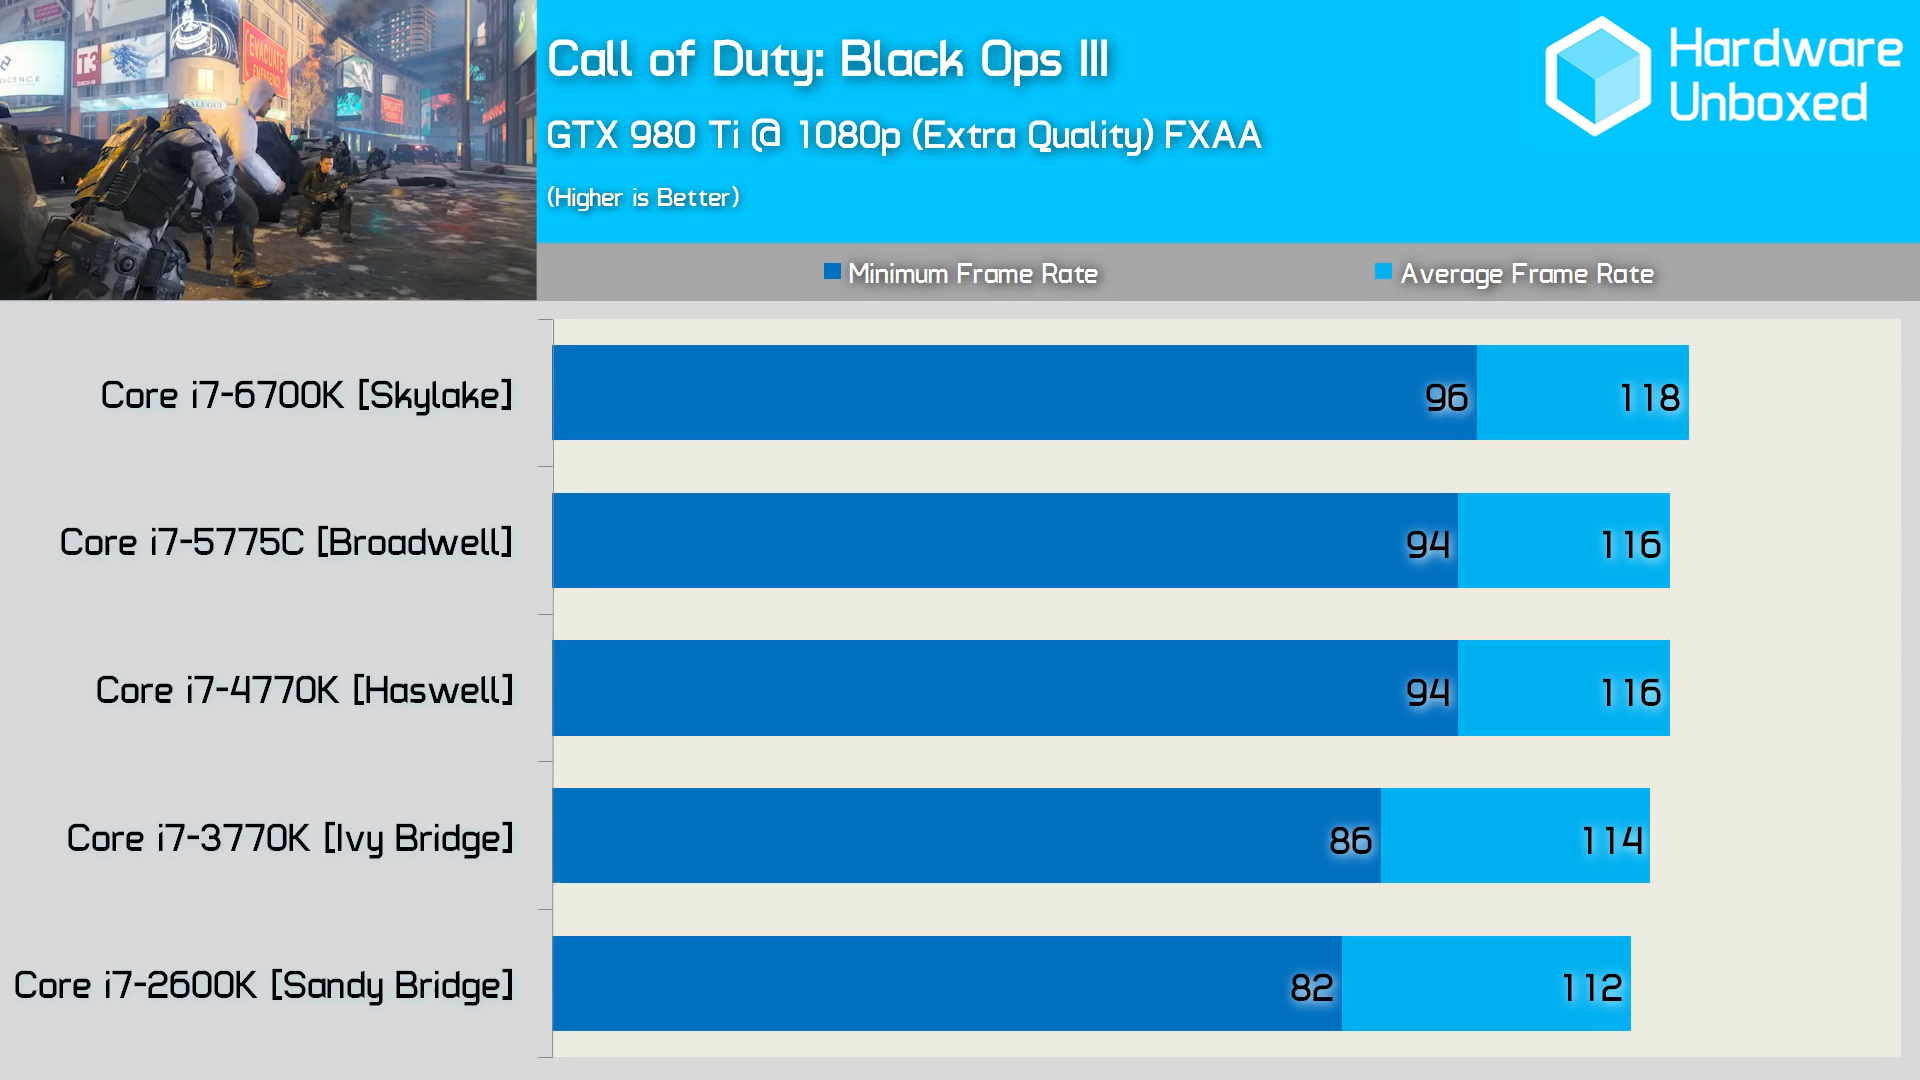 Call of Duty: Black Ops III
GTX 980 Ti @ 1080p (Extra Quality) FXAA
(Higher is Better)
Hardware
Unboxed
EVACUATE
T3
Minimum Frame Rate
Average Frame Rate
Core i7-6700K [Skylake]
96
118
Core i7-5775C [Broadwell]
94
116
Core i7-4770K [Haswell]
94
116
Core i7-3770K [Ivy Bridge]
86
114
Core i7-2600K [Sandy Bridge]
82
112